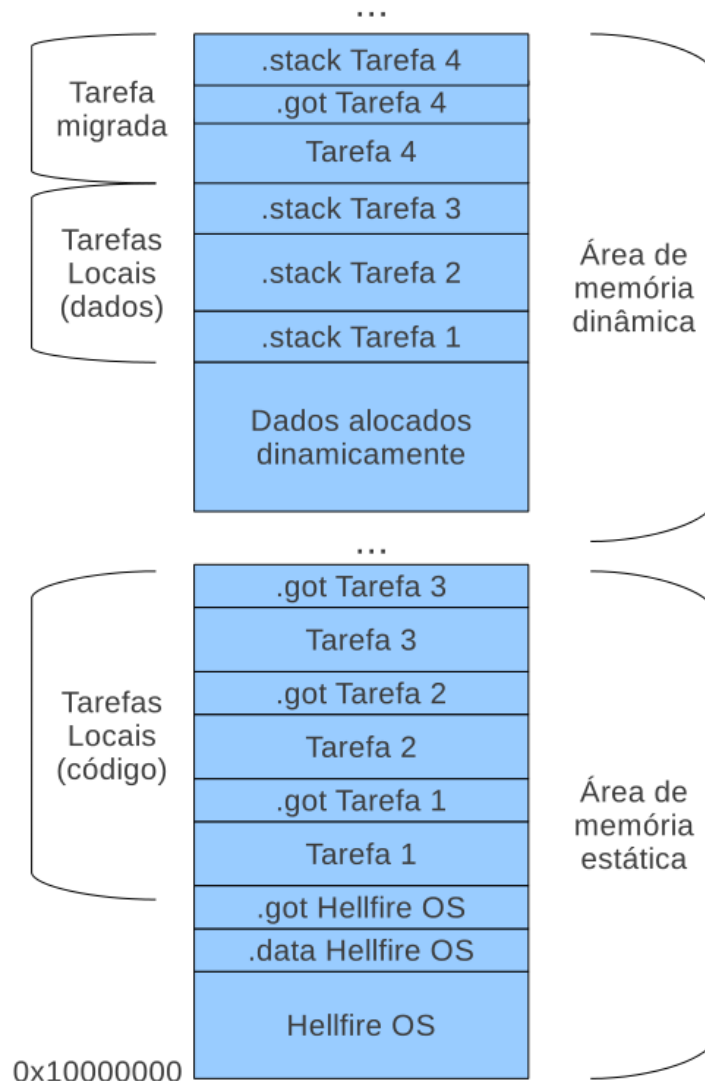 ...
.stack Tarefa 4
.got Tarefa 4
Tarefa 4
Tarefa
migrada
.stack Tarefa 3
.stack Tarefa 2
.stack Tarefa 1
Tarefas
Locais
(dados)
Dados alocados
dinamicamente
Área de
memória
dinâmica
...
.got Tarefa 3
Tarefa 3
.got Tarefa 2
Tarefa 2
.got Tarefa 1
Tarefa 1
Tarefas
Locais
(código)
.got Hellfire OS
.data Hellfire OS
Hellfire OS
Área de
memória
estática
0x10000000